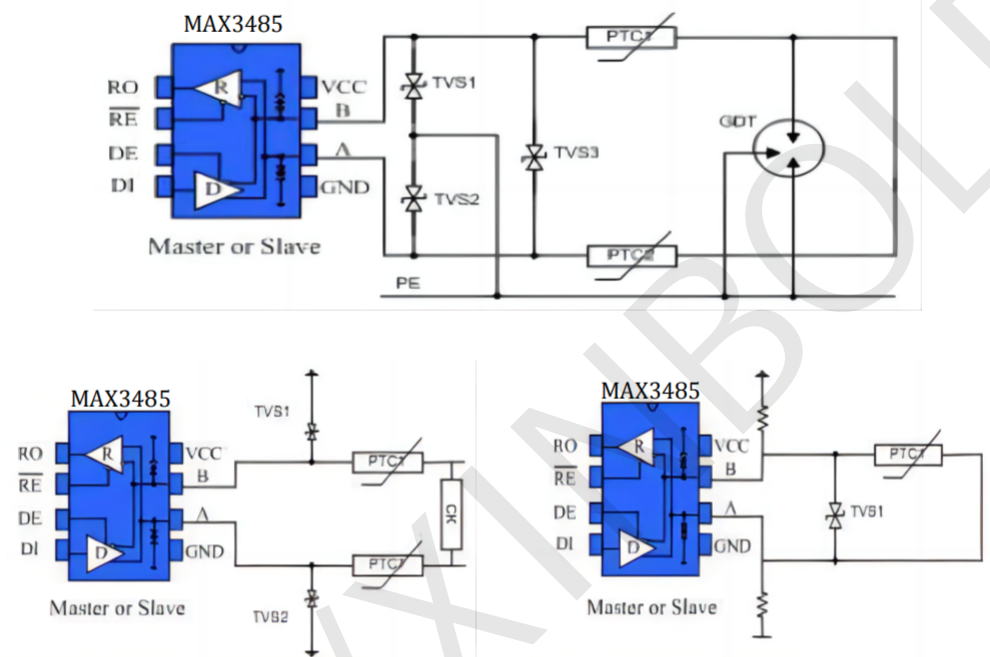 MAX3485
RO
RE
DE
DI
R
D
VCC
B
A
GND
Master or Slave
TVS1
TVS2
TVS3
PTC1
PTC2
GDT
PE
MAX3485
RO
RE
DE
DI
R
D
VCC
B
A
GND
Master or Slave
TVS1
TVS2
PTC1
PTC1
CK
MAX3485
RO
RE
DE
DI
R
D
VCC
B
A
GND
Master or Slave
TVS1
PTC1
XINBOL